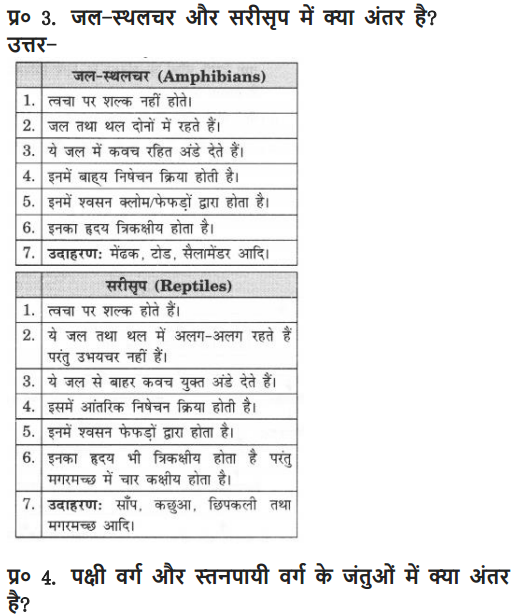 प्र० 3. जल-स्थलचर और सरीसृप में क्या अंतर है?
उत्तर-
जल-स्थलचर (Amphibians)
1. त्वचा पर शल्क नहीं होते।
2. जल तथा थल दोनों में रहते हैं।
3. ये जल में कवच रहित अंडे देते हैं।
4. इनमें बाह्य निषेचन क्रिया होती है।
5. इनमें श्वसन क्लोम/फेफड़ों द्वारा होता है।
6. इनका हृदय त्रिकक्षीय होता है।
7. उदाहरण: मेंढक, टोड, सैलामेंडर आदि।
सरीसृप (Reptiles)
1. त्वचा पर शल्क होते हैं।
2. ये जल तथा थल में अलग-अलग रहते हैं
परंतु उभयचर नहीं हैं।
3. ये जल से बाहर कवच युक्त अंडे देते हैं।
4. इसमें आंतरिक निषेचन क्रिया होती है।
5. इनमें श्वसन फेफड़ों द्वारा होता है।
6. इनका हृदय भी त्रिकक्षीय होता है परंतु
मगरमच्छ में चार कक्षीय होता है।
7. उदाहरण: साँप, कछुआ, छिपकली तथा
मगरमच्छ आदि।
प्र० 4. पक्षी वर्ग और स्तनपायी वर्ग के जंतुओं में क्या अंतर
है?